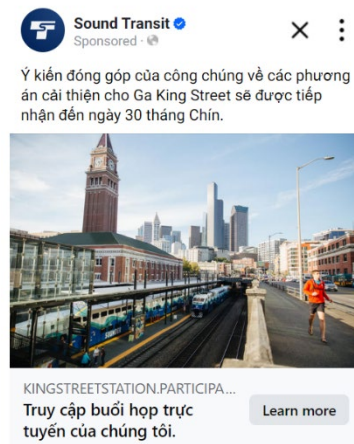 Sound Transit
Sponsored ·
Ý kiến đóng góp của công chúng về các phương
án cải thiện cho Ga King Street sẽ được tiếp
nhận đến ngày 30 tháng Chín.
KINGSTREETSTATION.PARTICIPA...
Truy cập buổi họp trực
tuyến của chúng tôi.
Learn more